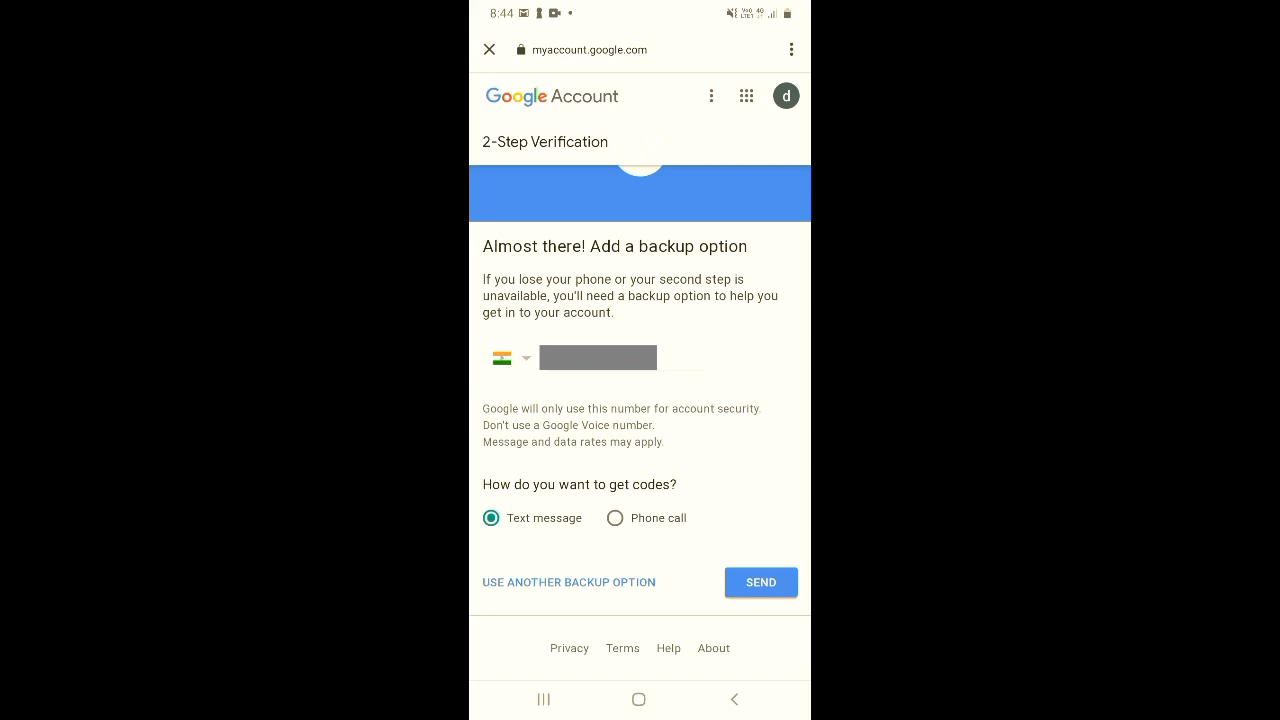 8:44
Voo 4G
LTE1
myaccount.google.com
Google Account
d
2-Step Verification
Almost there! Add a backup option
If you lose your phone or your second step is
unavailable, you'll need a backup option to help you
get in to your account.
Google will only use this number for account security.
Don't use a Google Voice number.
Message and data rates may apply.
How do you want to get codes?
Text message Phone call
USE ANOTHER BACKUP OPTION SEND
Privacy Terms Help About